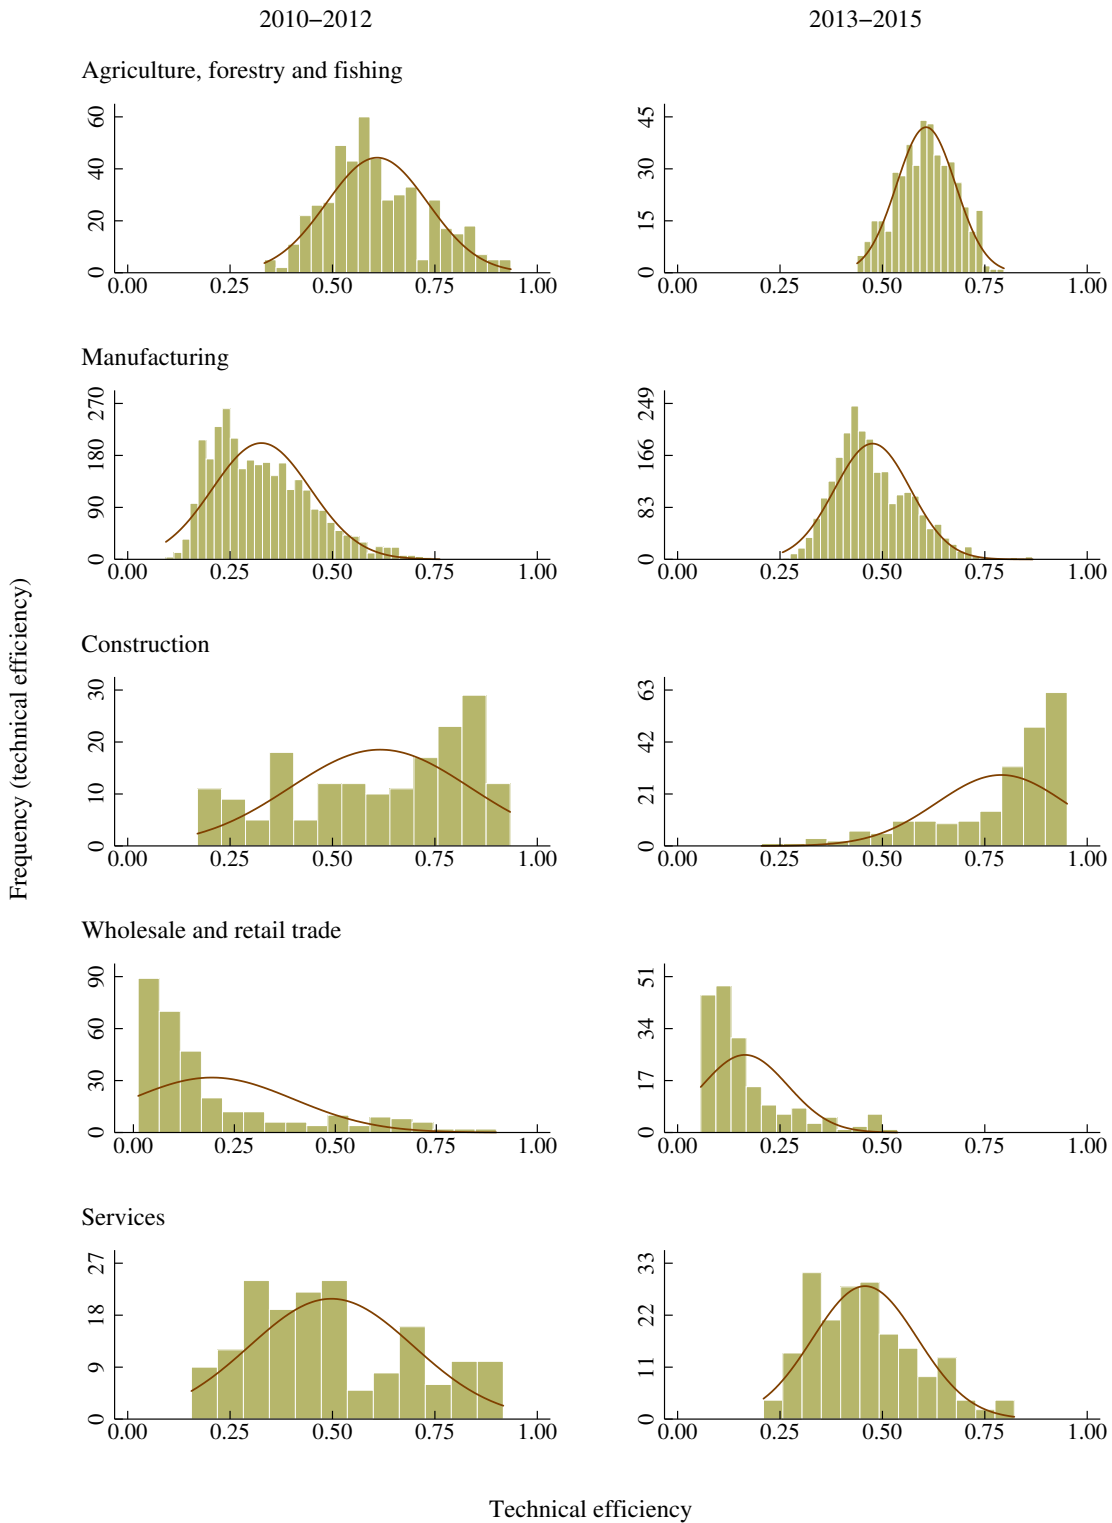 2010–2012 2013–2015
Agriculture, forestry and fishing
0 20 40 60
0.00 0.25 0.50 0.75 1.00
0 15 30 45
0.00 0.25 0.50 0.75 1.00
Manufacturing
0 90 180 270
0.00 0.25 0.50 0.75 1.00
0 83 166 249
0.00 0.25 0.50 0.75 1.00
Construction
0 10 20 30
0.00 0.25 0.50 0.75 1.00
0 21 42 63
0.00 0.25 0.50 0.75 1.00
Wholesale and retail trade
0 30 60 90
0.00 0.25 0.50 0.75 1.00
0 17 34 51
0.00 0.25 0.50 0.75 1.00
Services
0 9 18 27
0.00 0.25 0.50 0.75 1.00
0 11 22 33
0.00 0.25 0.50 0.75 1.00
Frequency (technical efficiency)
Technical efficiency